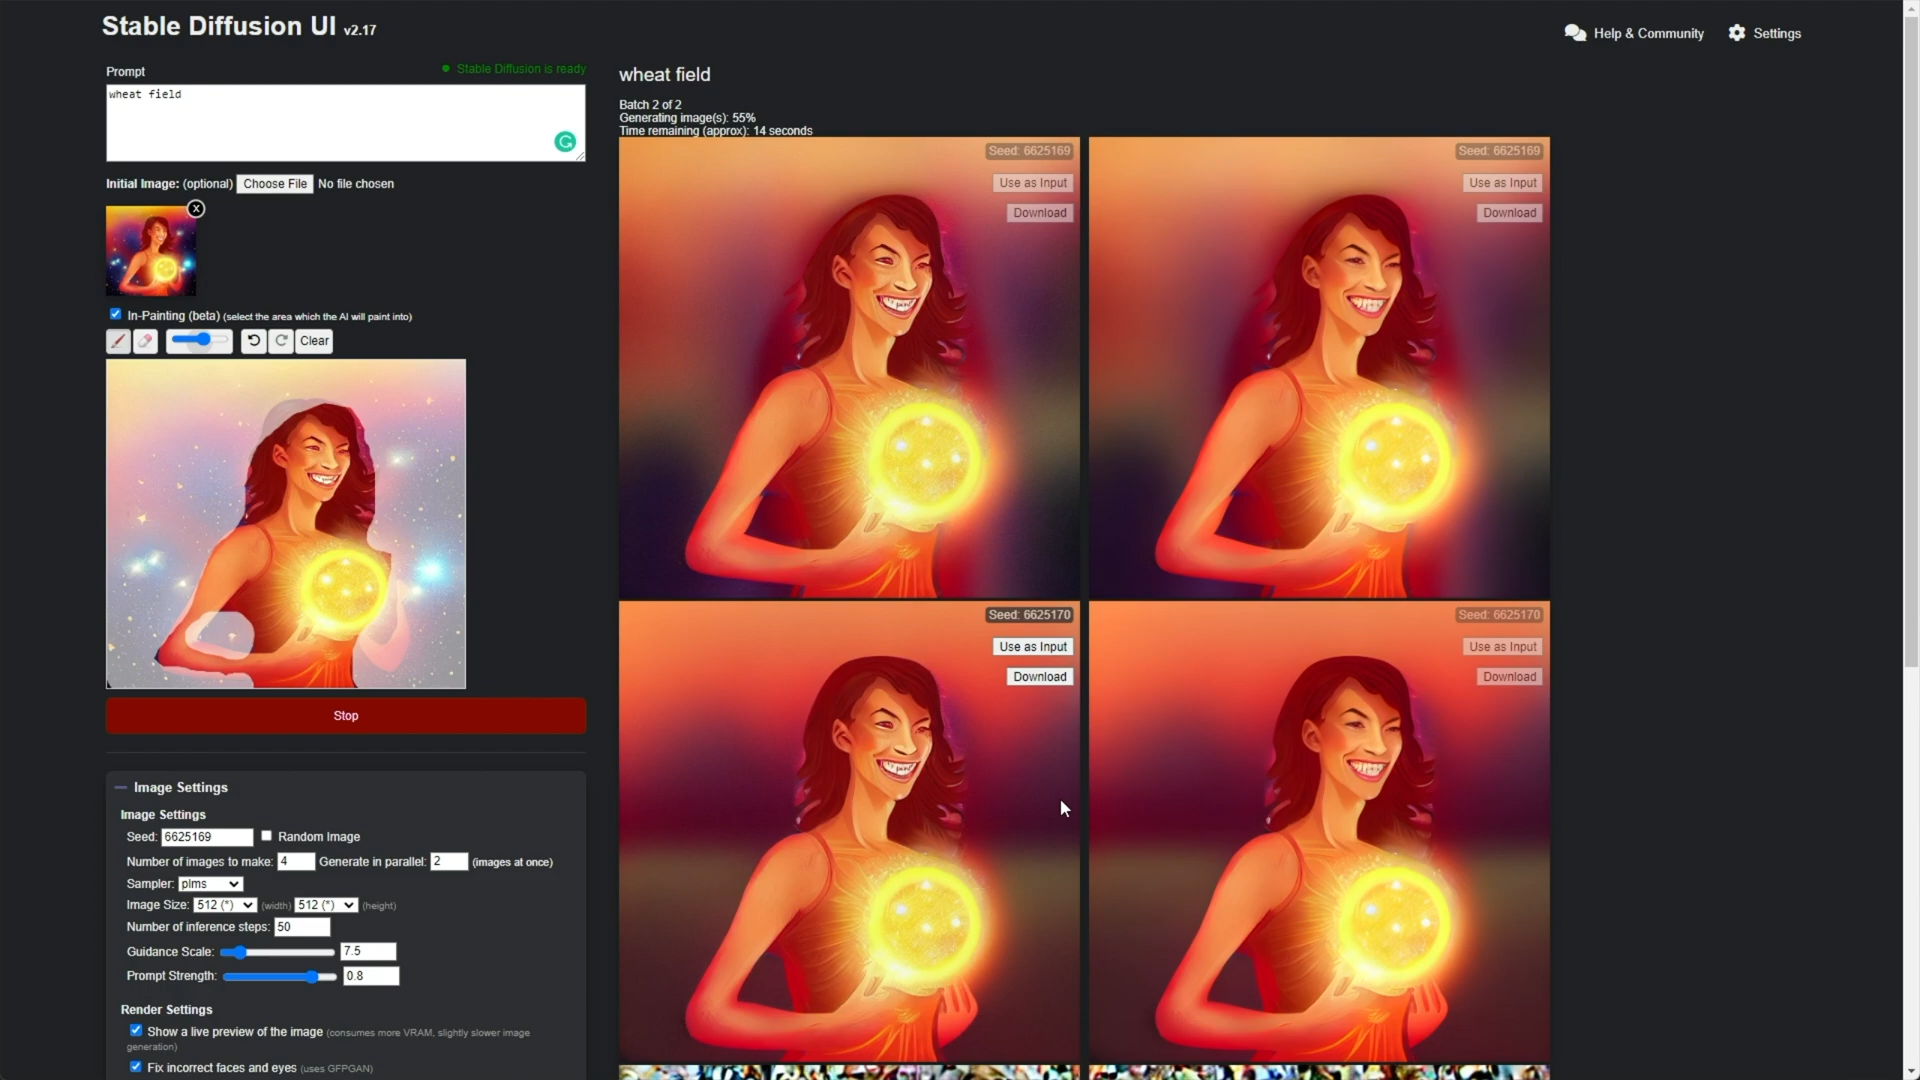 Stable Diffusion UI v2.17
Help & Community
Settings
Prompt
Stable Diffusion is ready
wheat field
Initial Image: (optional) Choose File No file chosen
X
In-Painting (beta) (select the area which the AI will paint into)
Clear
Stop
Image Settings
Image Settings
Seed: 6625169 Random Image
Number of images to make: 4 Generate in parallel: 2 (images at once)
Sampler: plms
Image Size: 512 (*) (width) 512 (*) (height)
Number of inference steps: 50
Guidance Scale: 7.5
Prompt Strength: 0.8
Render Settings
Show a live preview of the image (consumes more VRAM, slightly slower image
generation)
Fix incorrect faces and eyes (uses GFPGAN)
wheat field
Batch 2 of 2
Generating image(s): 55%
Time remaining (approx): 14 seconds
Seed: 6625169
Use as Input
Download
Seed: 6625169
Use as Input
Download
Seed: 6625170
Use as Input
Download
Seed: 6625170
Use as Input
Download